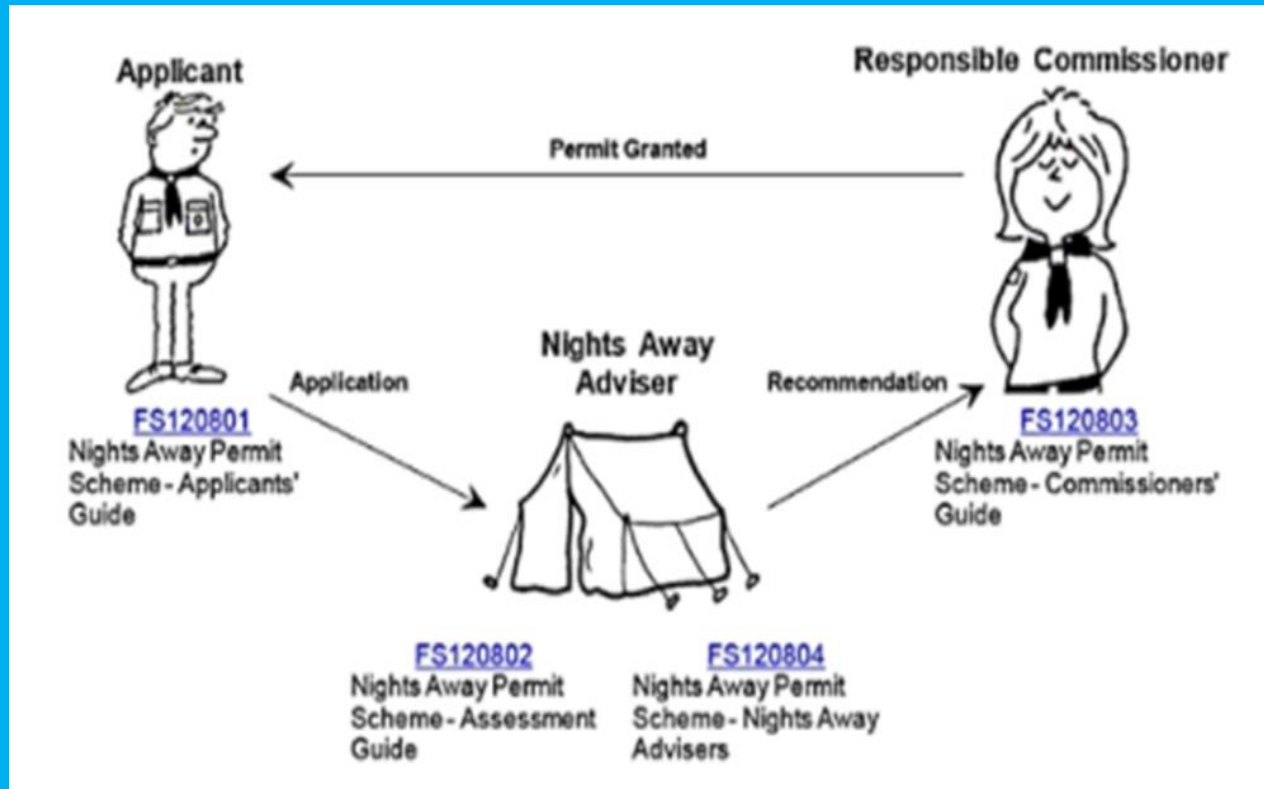 Applicant
Responsible Commissioner
Permit Granted
Nights Away
Adviser
Application
Recommendation
FS120801
Nights Away Permit
Scheme - Applicants'
Guide
FS120803
Nights Away Permit
Scheme - Commissioners'
Guide
FS120802
Nights Away Permit
Scheme - Assessment
Guide
FS120804
Nights Away Permit
Scheme - Nights Away
Advisers